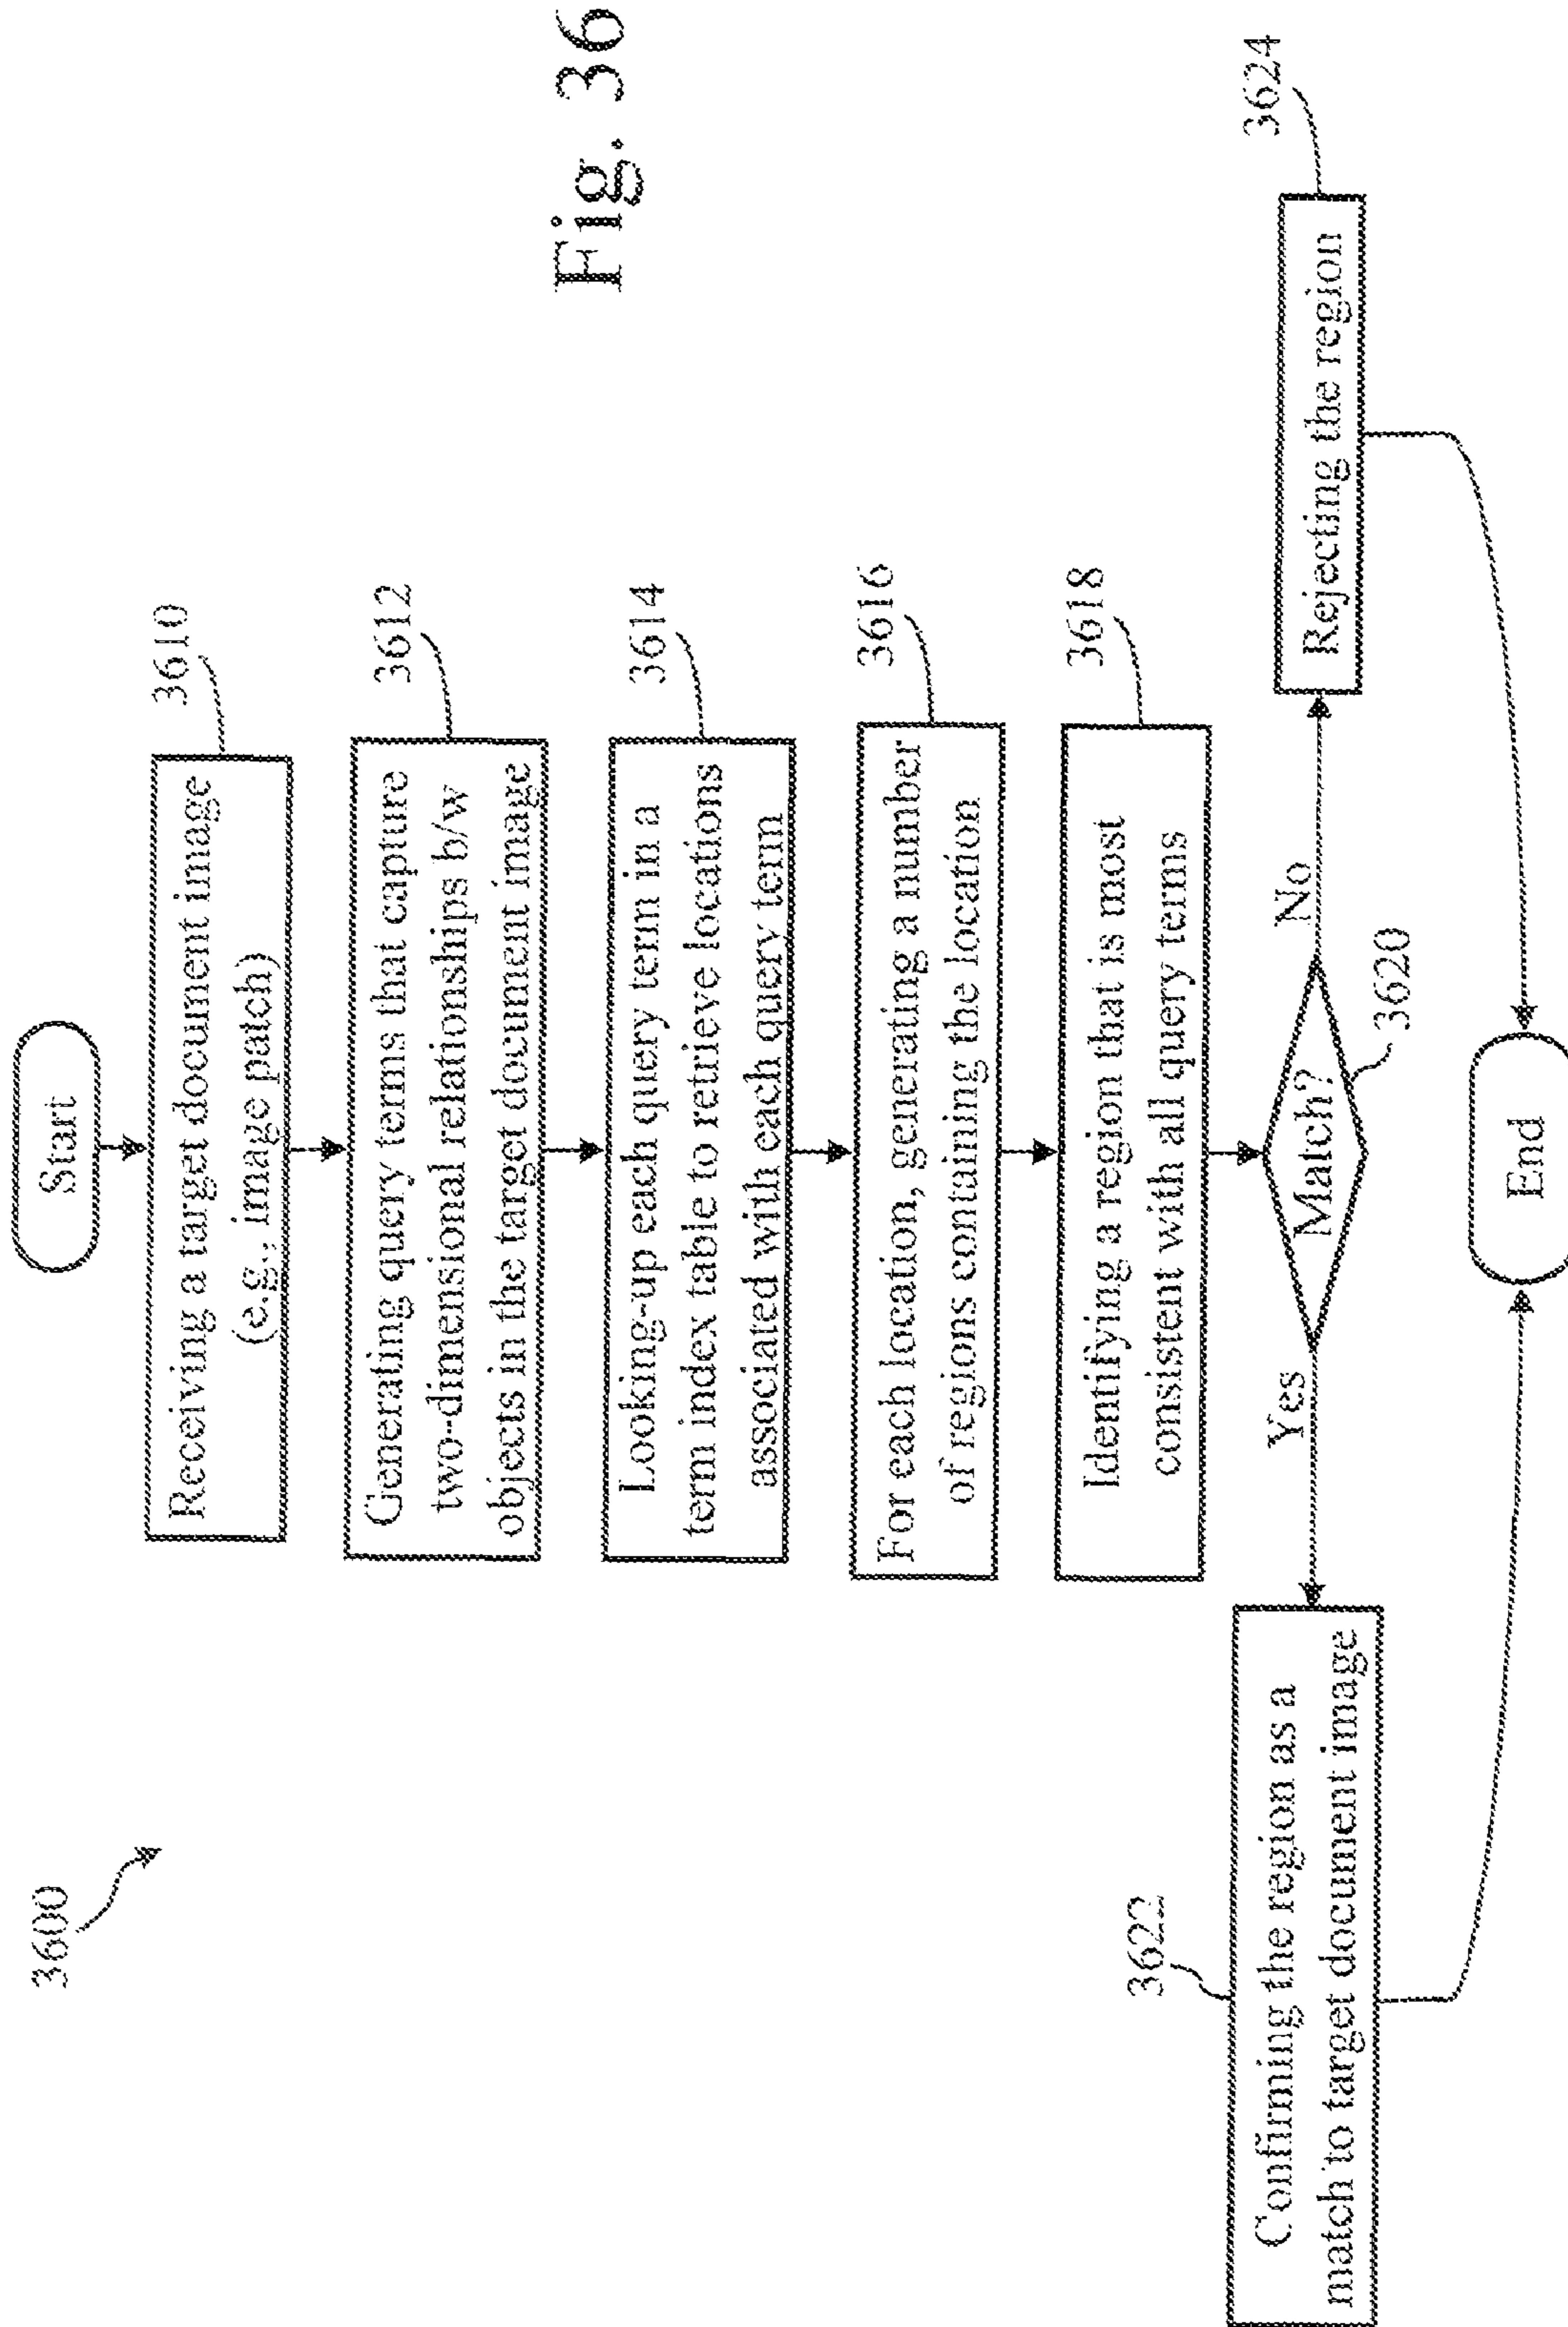 3600
Start
3610
Receiving a target document image
(e.g., image patch)
3612
Generating query terms that capture
two-dimensional relationships b/w
objects in the target document image
3614
Looking-up each query term in a
term index table to retrieve locations
associated with each query term
3616
For each location, generating a number
of regions containing the location
3618
Identifying a region that is most
consistent with all query terms
Match?
3620
Yes
No
3622
Confirming the region as a
match to target document image
3624
Rejecting the region
End
Fig. 36